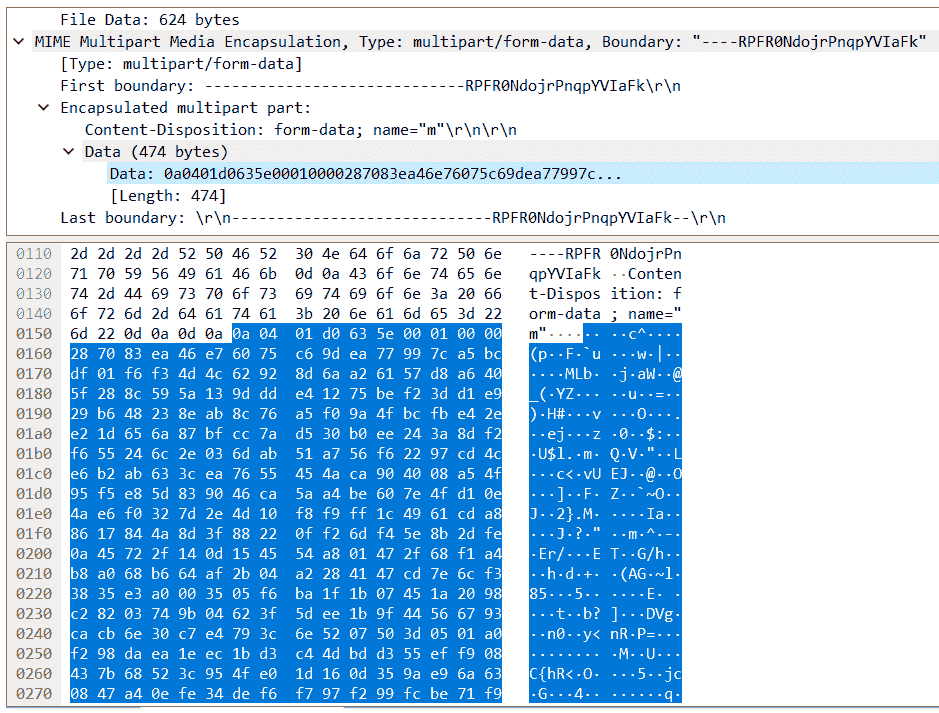 File Data: 624 bytes
MIME Multipart Media Encapsulation, Type: multipart/form-data, Boundary: "----RPFR0NdojrPnqpYVIaFk"
[Type: multipart/form-data]
First boundary: ----------------------------RPFR0NdojrPnqpYVIaFk\r\n
Encapsulated multipart part:
Content-Disposition: form-data; name="m"\r\n\r\n
Data (474 bytes)
Data: 0a0401d0635e00010000287083ea46e76075c69dea77997c...
[Length: 474]
Last boundary: \r\n----------------------------RPFR0NdojrPnqpYVIaFk--\r\n
0110 2d 2d 2d 2d 52 50 46 52 30 4e 64 6f 6a 72 50 6e ----RPFR 0NdojrPn
0120 71 70 59 56 49 61 46 6b 0d 0a 43 6f 6e 74 65 6e qpYVIaFk ··Conten
0130 74 2d 44 69 73 70 6f 73 69 74 69 6f 6e 3a 20 66 t-Dispos ition: f
0140 6f 72 6d 2d 64 61 74 61 3b 20 6e 61 6d 65 3d 22 orm-data ; name="
0150 6d 22 0d 0a 0d 0a 0a 04 01 d0 63 5e 00 01 00 00 m"······ ··c^····
0160 28 70 83 ea 46 e7 60 75 c6 9d ea 77 99 7c a5 bc (p··F·`u ···w·|··
0170 df 01 f6 f3 4d 4c 62 92 8d 6a a2 61 57 d8 a6 40 ····MLb· ·j·aW··@
0180 5f 28 8c 59 5a 13 9d dd e4 12 75 be f2 3d d1 e9 _(·YZ··· ··u··=··
0190 29 b6 48 23 8e ab 8c 76 a5 f0 9a 4f bc fb e4 2e )·H#···v ···O···.
01a0 e2 1d 65 6a 87 bf cc 7a d5 30 b0 ee 24 3a 8d f2 ··ej···z ·0··$:··
01b0 f6 55 24 6c 2e 03 6d ab 51 a7 56 f6 22 97 cd 4c ·U$l.·m· Q·V·"··L
01c0 e6 b2 ab 63 3c ea 76 55 45 4a ca 90 40 08 a5 4f ···c<·vU EJ··@··O
01d0 95 f5 e8 5d 83 90 46 ca 5a a4 be 60 7e 4f d1 0e ···]··F· Z··`~O··
01e0 4a e6 f0 32 7d 2e 4d 10 f8 f9 ff 1c 49 61 cd a8 J··2}.M· ····Ia··
01f0 86 17 84 4a 8d 3f 88 22 0f f2 6d f4 5e 8b 2d fe ···J·?·" ··m·^·-·
0200 0a 45 72 2f 14 0d 15 45 54 a8 01 47 2f 68 f1 a4 ·Er/···E T··G/h··
0210 b8 a0 68 b6 64 af 2b 04 a2 28 41 47 cd 7e 6c f3 ··h·d·+· ·(AG·~l·
0220 38 35 e3 a0 00 35 05 f6 ba 1f 1b 07 45 1a 20 98 85···5·· ····E· ·
0230 c2 82 03 74 9b 04 62 3f 5d ee 1b 9f 44 56 67 93 ···t··b? ]···DVg·
0240 ca cb 6e 30 c7 e4 79 3c 6e 52 07 50 3d 05 01 a0 ··n0··y< nR·P=···
0250 f2 98 da ea 1e ec 1b d3 c4 4d bd d3 55 ef f9 08 ········ ·M··U···
0260 43 7b 68 52 3c 95 4f e0 1d 16 0d 35 9a e9 6a 63 C{hR<·O· ···5··jc
0270 08 47 a4 0e fe 34 de f6 f7 97 f2 99 fc be 71 f9 ·G···4·· ······q·